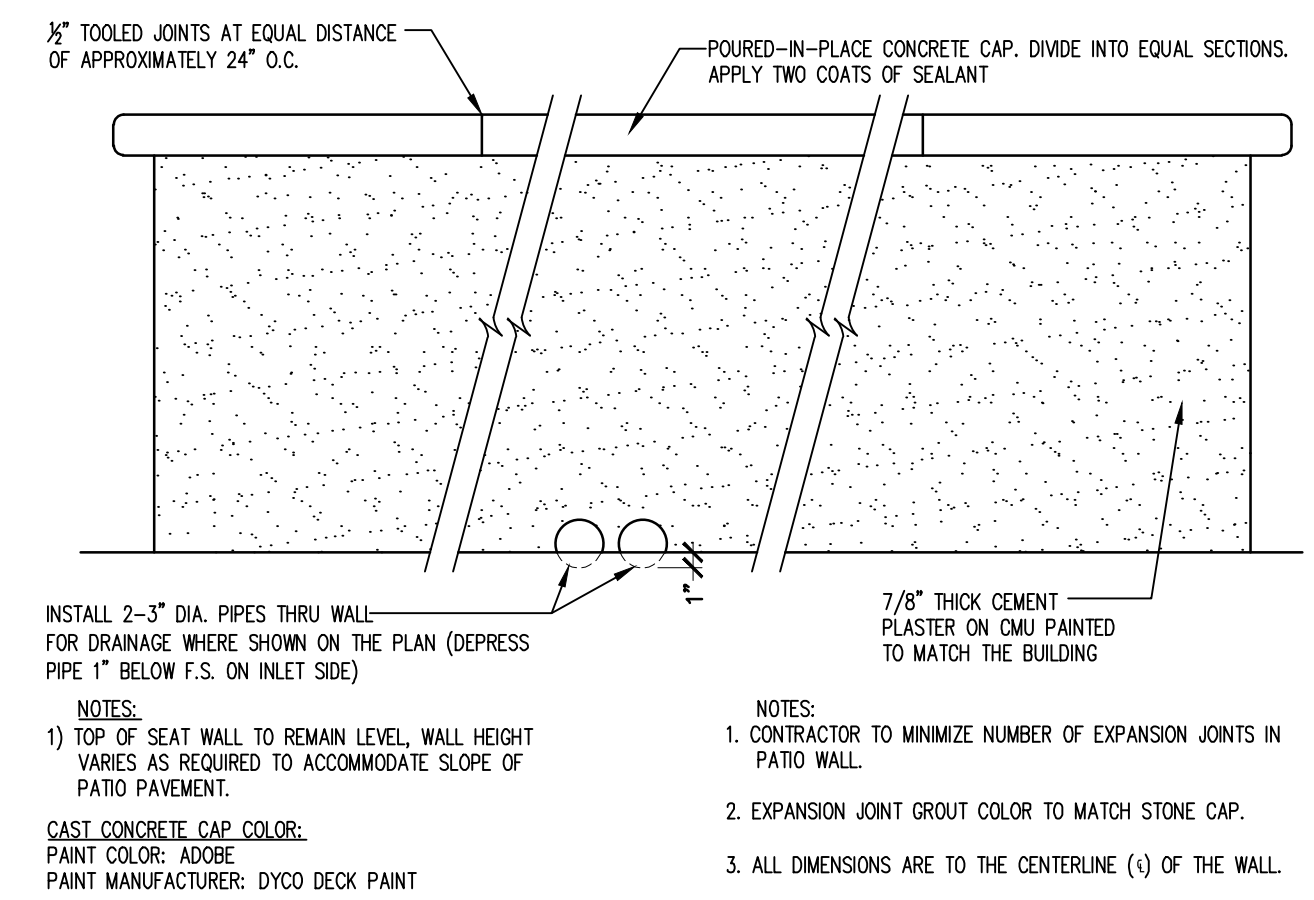 ½" TOOLED JOINTS AT EQUAL DISTANCE
OF APPROXIMATELY 24" O.C.
POURED-IN-PLACE CONCRETE CAP. DIVIDE INTO EQUAL SECTIONS.
APPLY TWO COATS OF SEALANT
1"
INSTALL 2-3" DIA. PIPES THRU WALL
FOR DRAINAGE WHERE SHOWN ON THE PLAN (DEPRESS
PIPE 1" BELOW F.S. ON INLET SIDE)
7/8" THICK CEMENT
PLASTER ON CMU PAINTED
TO MATCH THE BUILDING
NOTES:
1) TOP OF SEAT WALL TO REMAIN LEVEL, WALL HEIGHT
VARIES AS REQUIRED TO ACCOMMODATE SLOPE OF
PATIO PAVEMENT.
CAST CONCRETE CAP COLOR:
PAINT COLOR: ADOBE
PAINT MANUFACTURER: DYCO DECK PAINT
NOTES:
1. CONTRACTOR TO MINIMIZE NUMBER OF EXPANSION JOINTS IN
PATIO WALL.
2. EXPANSION JOINT GROUT COLOR TO MATCH STONE CAP.
3. ALL DIMENSIONS ARE TO THE CENTERLINE (℄) OF THE WALL.